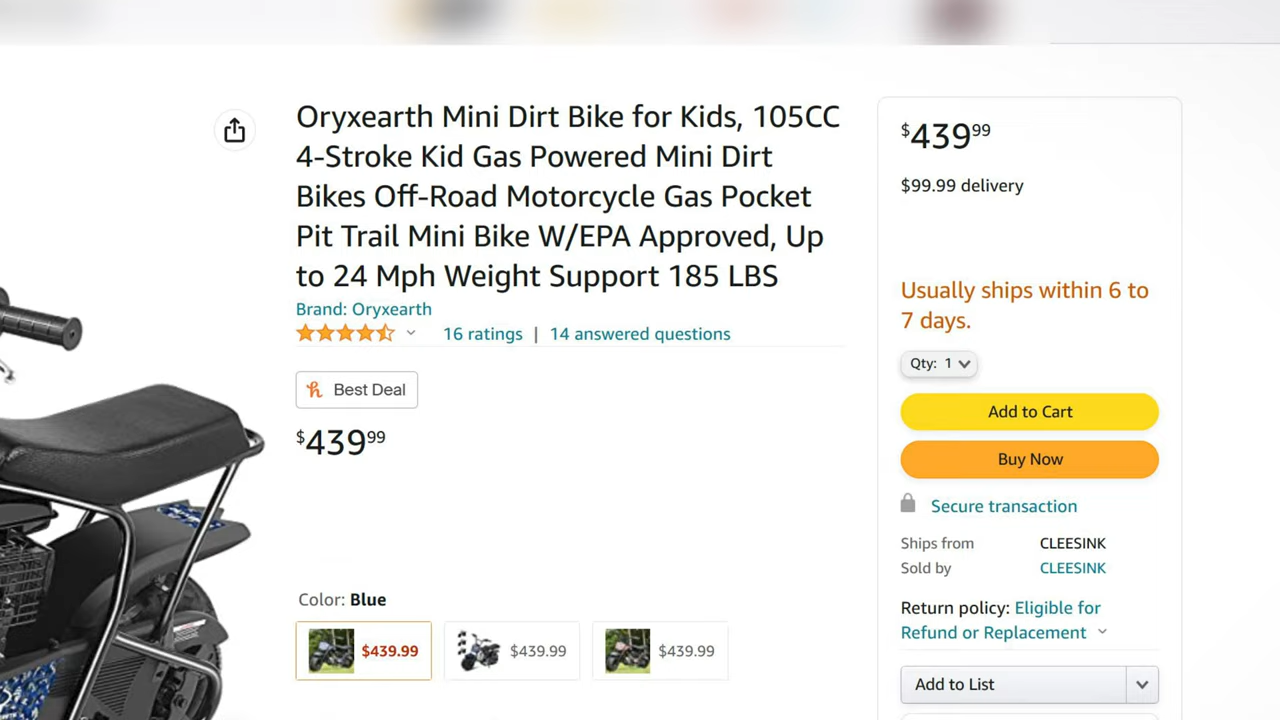 Oryxearth Mini Dirt Bike for Kids, 105CC
4-Stroke Kid Gas Powered Mini Dirt
Bikes Off-Road Motorcycle Gas Pocket
Pit Trail Mini Bike W/EPA Approved, Up
to 24 Mph Weight Support 185 LBS
Brand: Oryxearth
16 ratings | 14 answered questions
Best Deal
$439.99
Color: Blue
$439.99 $439.99 $439.99
$439.99
$99.99 delivery
Usually ships within 6 to
7 days.
Qty: 1
Add to Cart
Buy Now
Secure transaction
Ships from CLEESINK
Sold by CLEESINK
Return policy: Eligible for
Refund or Replacement
Add to List